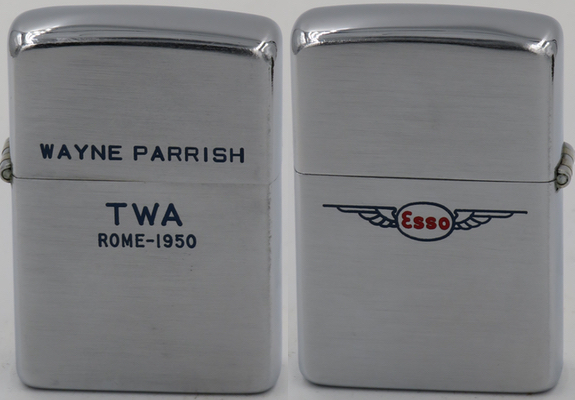 WAYNE PARRISH
TWA
ROME-1950
Esso